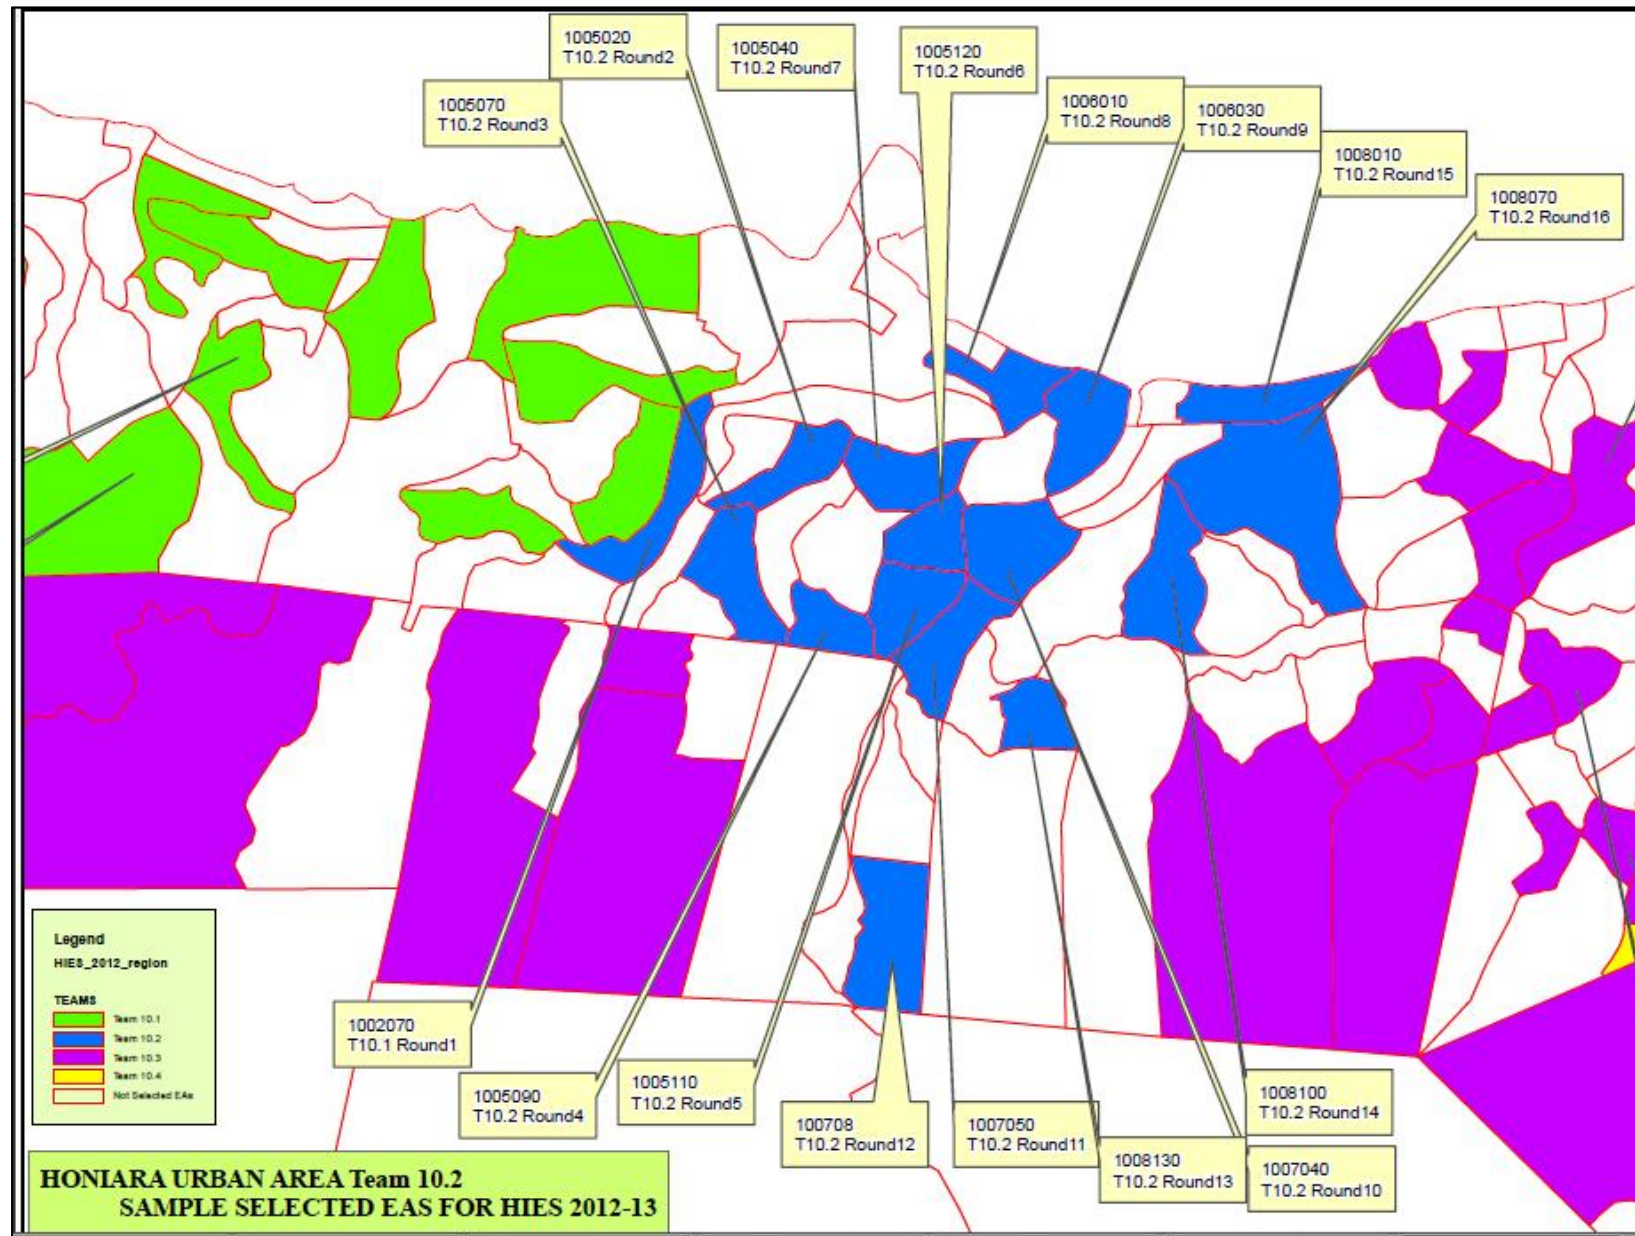 1005020
T10.2 Round2
1005040
T10.2 Round7
1005120
T10.2 Round6
1005070
T10.2 Round3
1006010
T10.2 Round8
1006030
T10.2 Round9
1008010
T10.2 Round15
1008070
T10.2 Round16
Legend
HIES_2012_region
TEAMS
Team 10.1
Team 10.2
Team 10.3
Team 10.4
Not Selected EAs
1002070
T10.1 Round1
1005090
T10.2 Round4
1005110
T10.2 Round5
100708
T10.2 Round12
1007050
T10.2 Round11
1008130
T10.2 Round13
1008100
T10.2 Round14
1007040
T10.2 Round10
HONIARA URBAN AREA Team 10.2
SAMPLE SELECTED EAS FOR HIES 2012-13